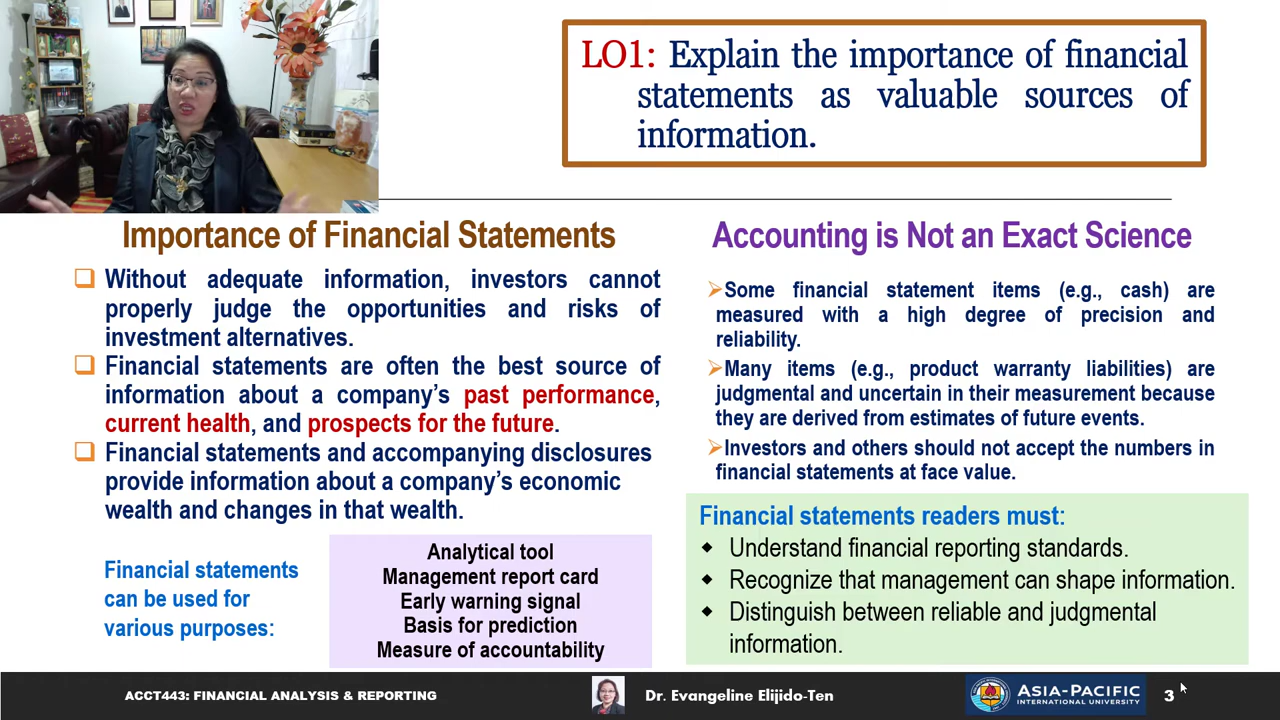 LO1: Explain the importance of financial
statements as valuable sources of
information.
Importance of Financial Statements
Without adequate information, investors cannot
properly judge the opportunities and risks of
investment alternatives.
Financial statements are often the best source of
information about a company's past performance,
current health, and prospects for the future.
Financial statements and accompanying disclosures
provide information about a company's economic
wealth and changes in that wealth.
Financial statements
can be used for
various purposes:
Analytical tool
Management report card
Early warning signal
Basis for prediction
Measure of accountability
Accounting is Not an Exact Science
Some financial statement items (e.g., cash) are
measured with a high degree of precision and
reliability.
Many items (e.g., product warranty liabilities) are
judgmental and uncertain in their measurement because
they are derived from estimates of future events.
Investors and others should not accept the numbers in
financial statements at face value.
Financial statements readers must:
Understand financial reporting standards.
Recognize that management can shape information.
Distinguish between reliable and judgmental
information.
ACCT443: FINANCIAL ANALYSIS & REPORTING
Dr. Evangeline Elijido-Ten
ASIA-PACIFIC
INTERNATIONAL UNIVERSITY
3